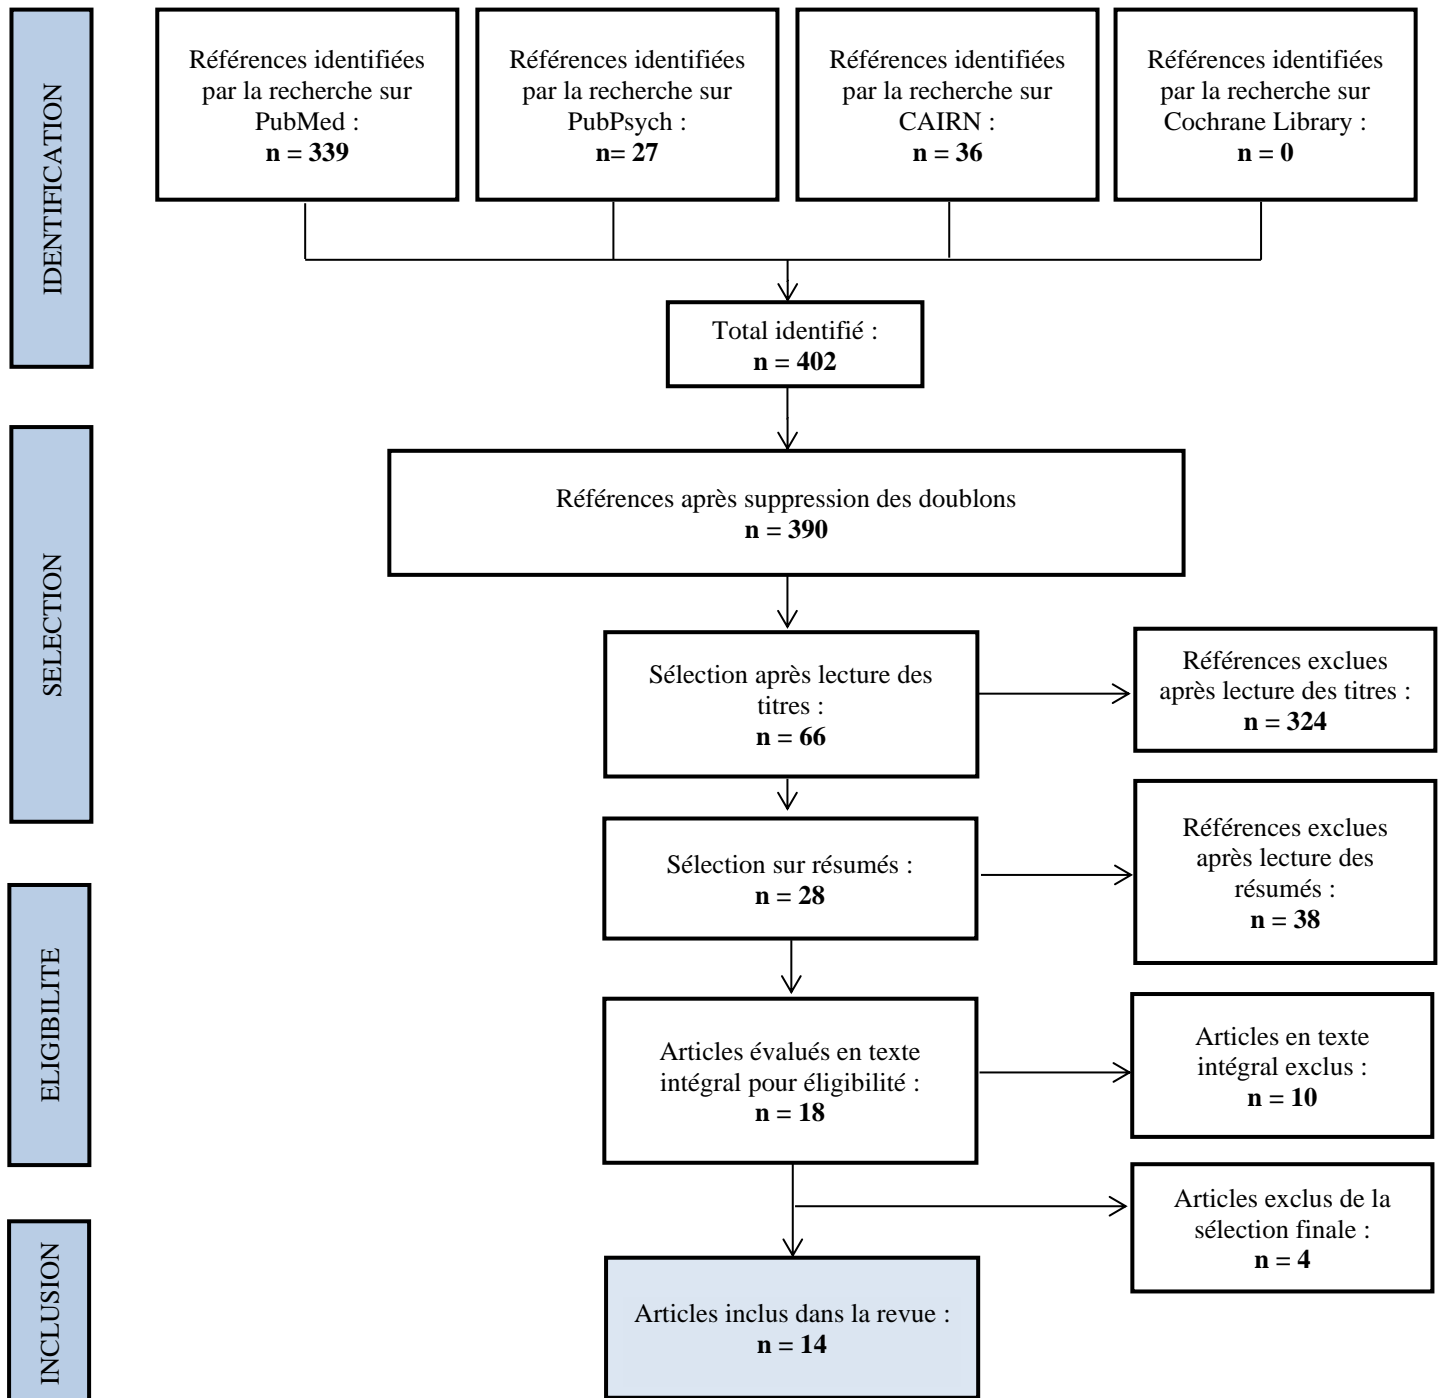 IDENTIFICATION
Références identifiées
par la recherche sur
PubMed :
n = 339
Références identifiées
par la recherche sur
PubPsych :
n= 27
Références identifiées
par la recherche sur
CAIRN :
n = 36
Références identifiées
par la recherche sur
Cochrane Library :
n = 0
Total identifié :
n = 402
SELECTION
Références après suppression des doublons
n = 390
Sélection après lecture des
titres :
n = 66
Références exclues
après lecture des titres :
n = 324
Sélection sur résumés :
n = 28
Références exclues
après lecture des
résumés :
n = 38
ELIGIBILITE
Articles évalués en texte
intégral pour éligibilité :
n = 18
Articles en texte
intégral exclus :
n = 10
Articles exclus de la
sélection finale :
n = 4
INCLUSION
Articles inclus dans la revue :
n = 14